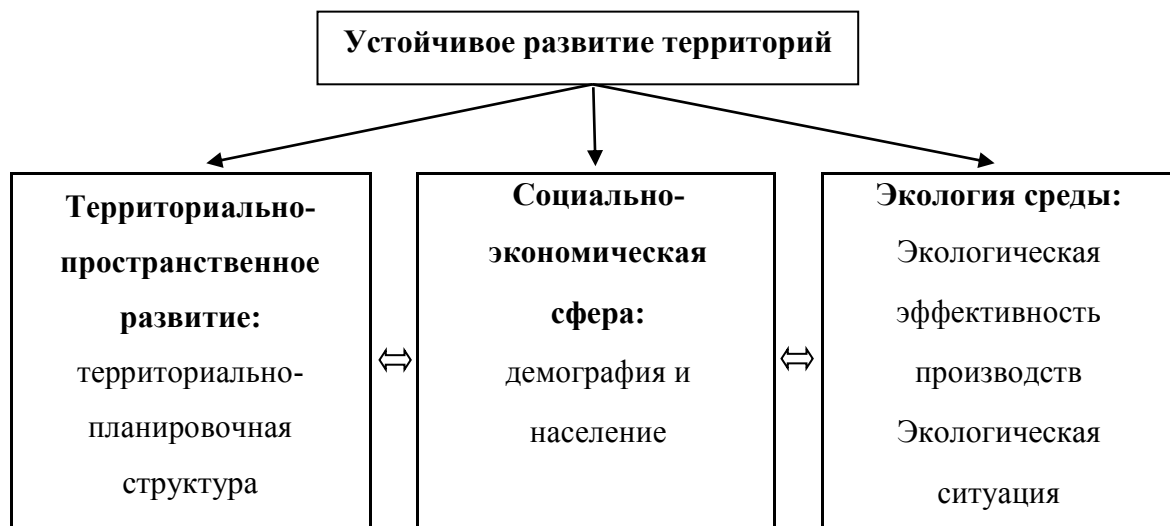 Устойчивое развитие территорий
Территориально-
пространственное
развитие:
территориально-
планировочная
структура
Социально-
экономическая
сфера:
демография и
население
Экология среды:
Экологическая
эффективность
производств
Экологическая
ситуация